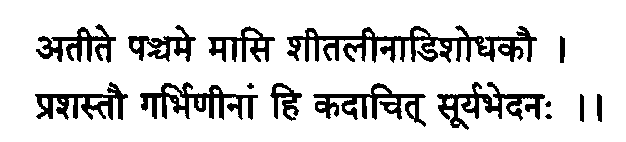 अतीते पञ्चमे मासि शीतलीनाडिशोधकौ ।
प्रशस्तौ गर्भिणीनां हि कदाचित् सूर्यभेदनः ।।